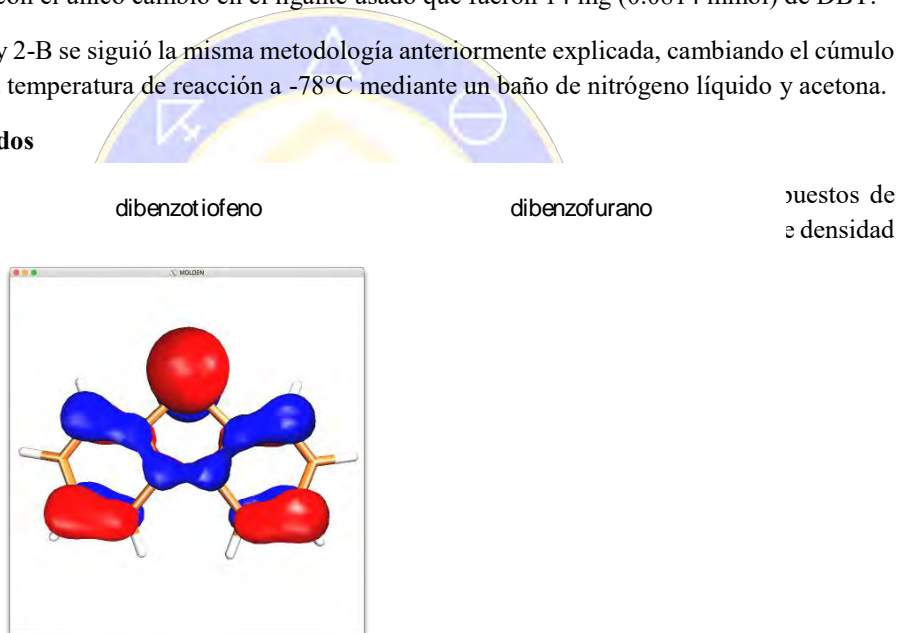 con el único cambio en el ligante usado que fueron 14 mg (0.0814 mmol) de DBT.
y 2-B se siguió la misma metodología anteriormente explicada, cambiando el cúmulo
temperatura de reacción a -78°C mediante un baño de nitrógeno líquido y acetona.
dos
puestos de
dibenzotiofeno dibenzofurano
e densidad
MOLDEN